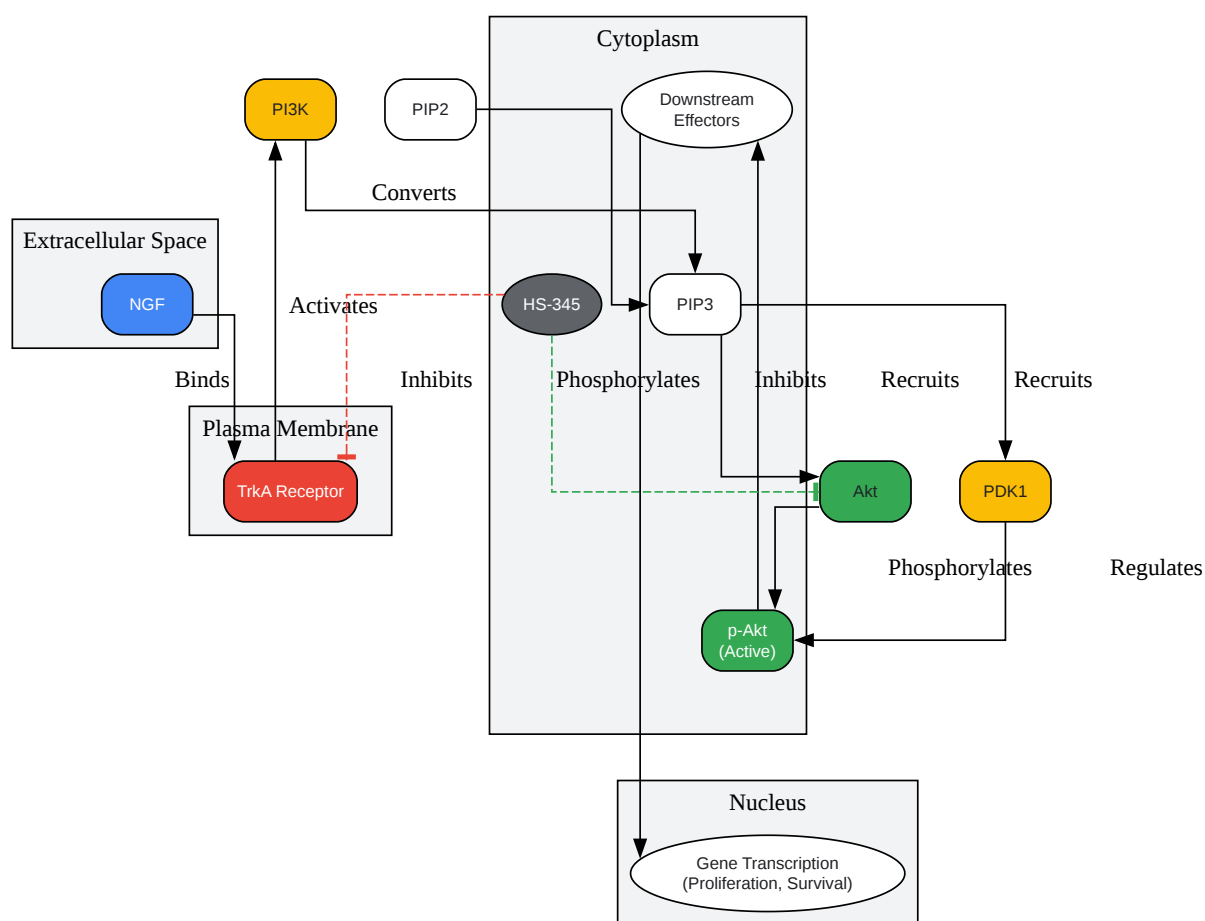 Cytoplasm
PI3K
PIP2
Downstream
Effectors
Converts
Extracellular Space
NGF
Activates
HS-345
PIP3
Binds
Inhibits
Phosphorylates
Inhibits
Recruits
Recruits
Plasma Membrane
TrkA Receptor
Akt
PDK1
Phosphorylates
Regulates
p-Akt
(Active)
Nucleus
Gene Transcription
(Proliferation, Survival)